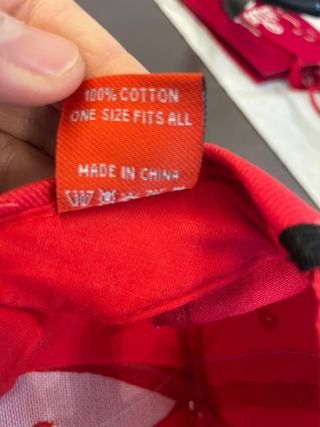 100% COTTON
ONE SIZE FITS ALL
MADE IN CHINA